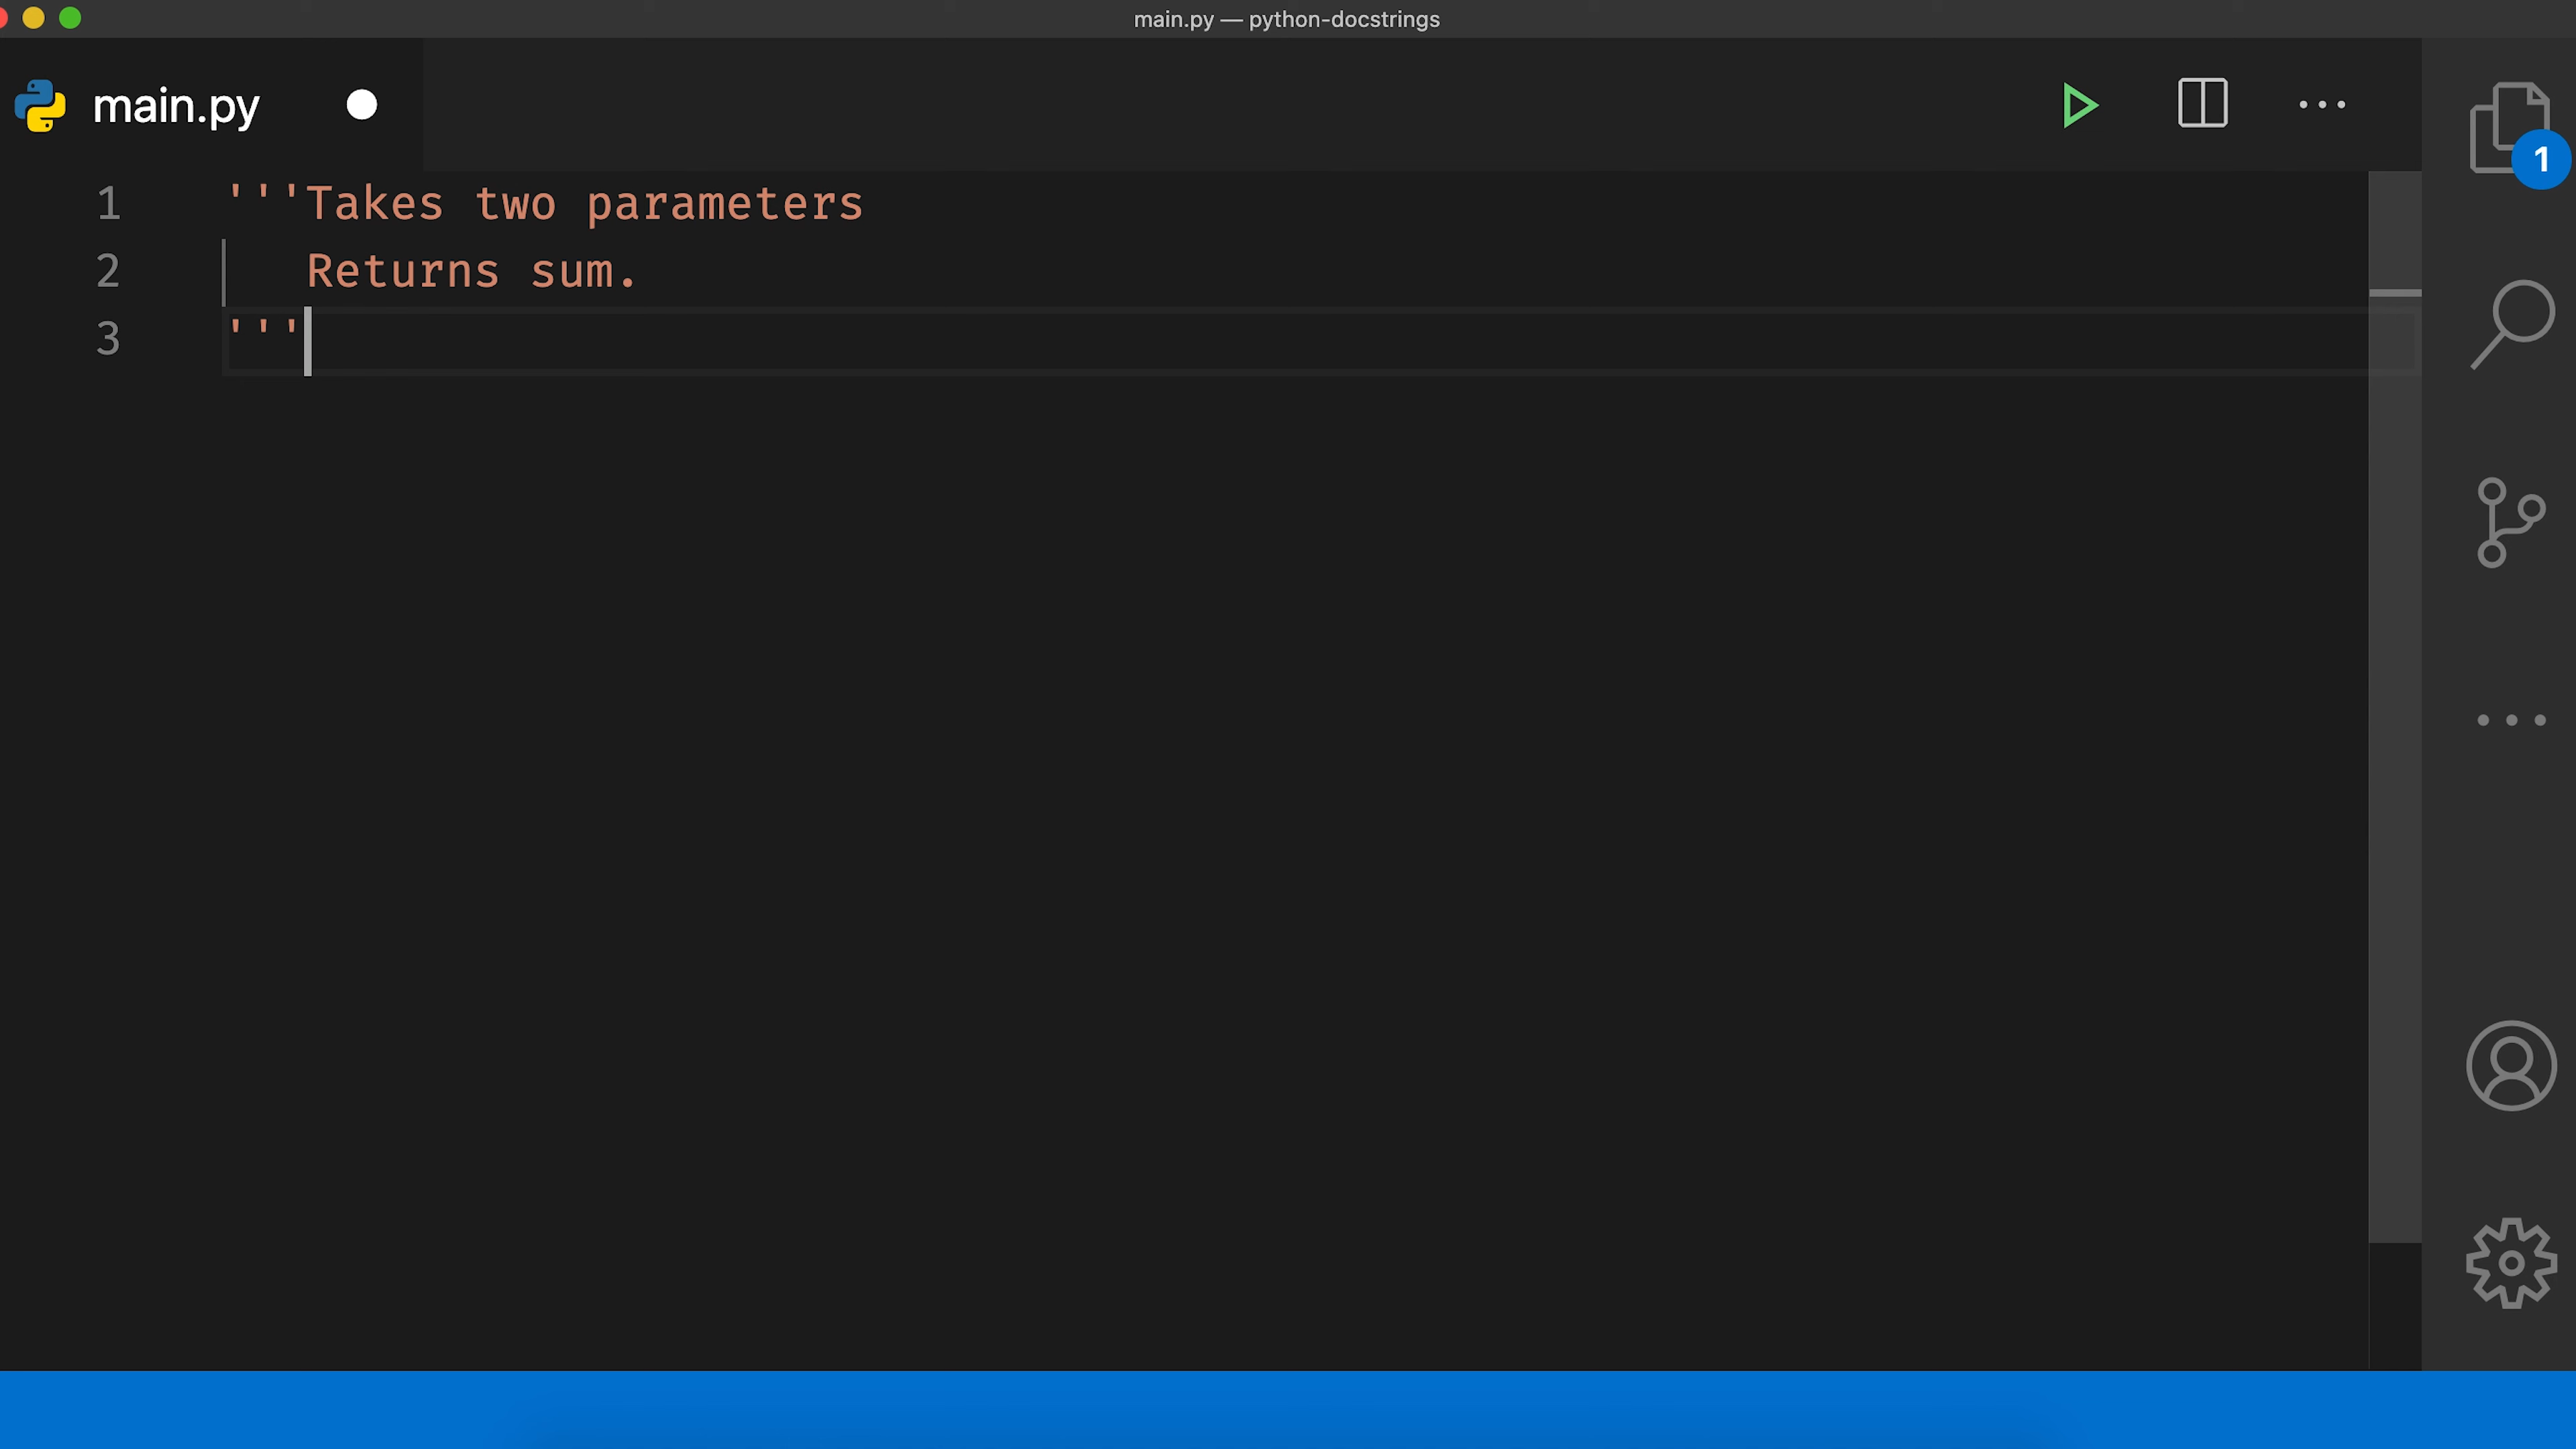 main.py — python-docstrings
main.py
1
1 '''Takes two parameters
2    Returns sum.
3 '''